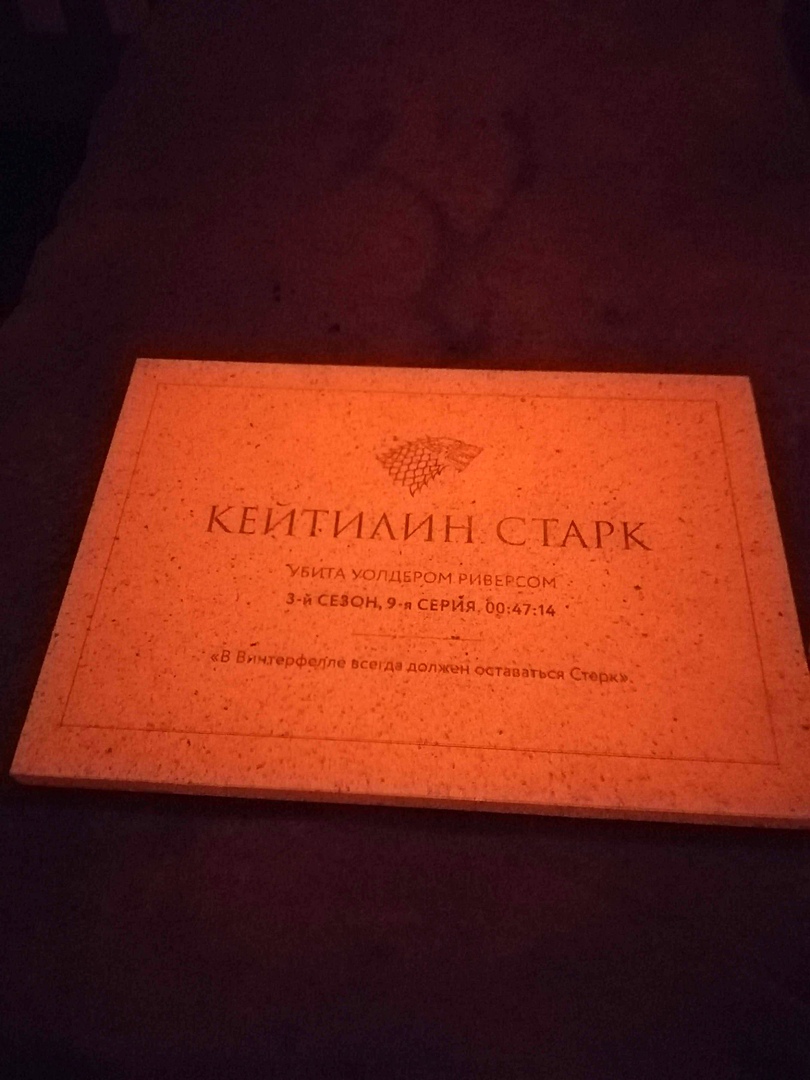 КЕЙТИЛИН СТАРК
УБИТА УОЛДЕРОМ РИВЕРСОМ
3-й СЕЗОН, 9-я СЕРИЯ, 00:47:14
«В Винтерфелле всегда должен оставаться Старк».